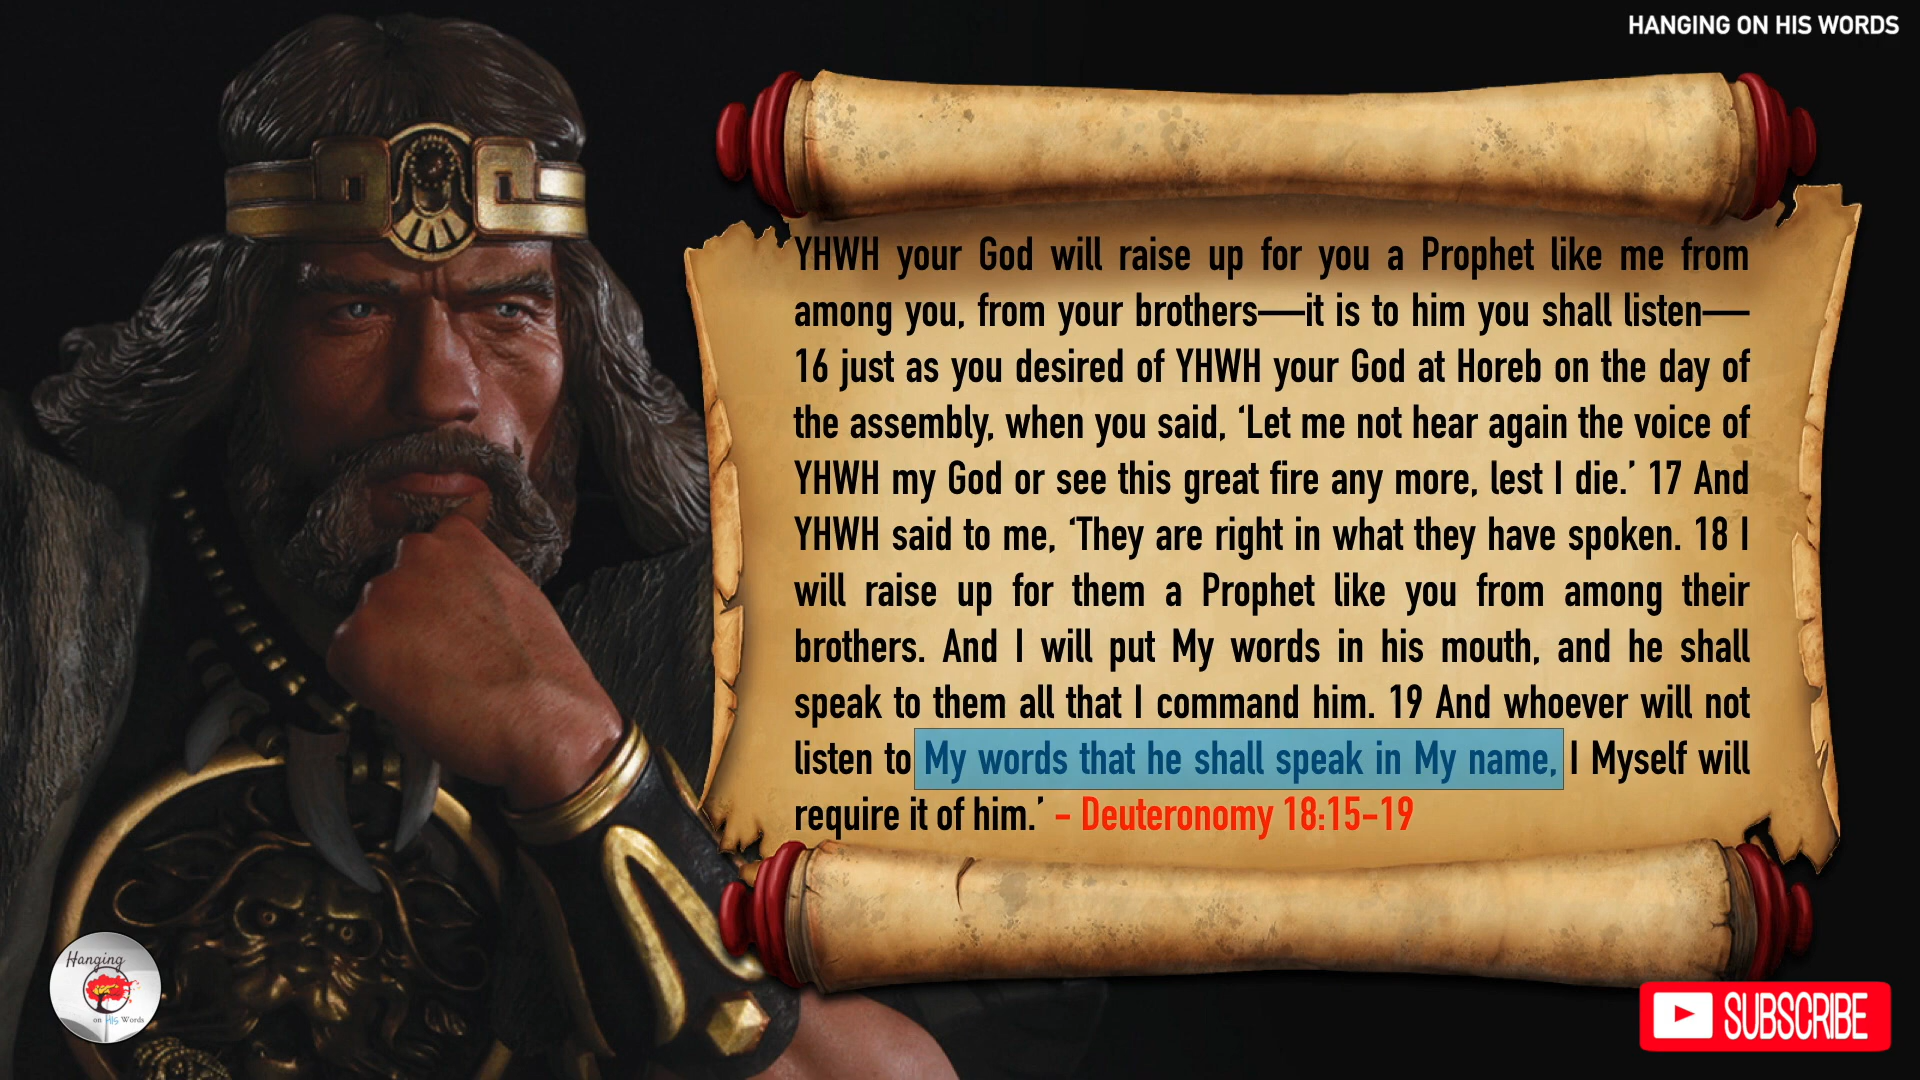 HANGING ON HIS WORDS
YHWH your God will raise up for you a Prophet like me from
among you, from your brothers—it is to him you shall listen—
16 just as you desired of YHWH your God at Horeb on the day of
the assembly, when you said, ‘Let me not hear again the voice of
YHWH my God or see this great fire any more, lest I die.’ 17 And
YHWH said to me, ‘They are right in what they have spoken. 18 I
will raise up for them a Prophet like you from among their
brothers. And I will put My words in his mouth, and he shall
speak to them all that I command him. 19 And whoever will not
listen to My words that he shall speak in My name, I Myself will
require it of him.’ - Deuteronomy 18:15-19
Hanging
on His Words
SUBSCRIBE